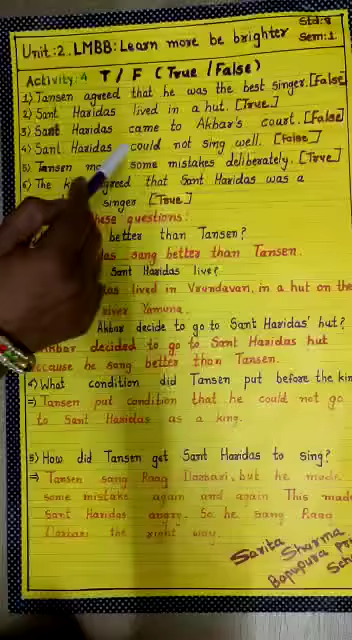 Unit:2. LMBB: Learn more be brighter
Std:8
Sem:1.
Activity:4 T / F (True / False)
1) Tansen agreed that he was the best singer. [False]
2) Sant Haridas lived in a hut. [True]
3) Sant Haridas came to Akbar's court. [False]
4) Sant Haridas could not sing well. [False]
5) Tansen some mistakes deliberately. [True]
6) The agreed that Sant Haridas was a
singer [True]
these questions:
better than Tansen?
sang better than Tansen.
Sant Haridas live?
lived in Vrundavan, in a hut on the
river Yamuna.
Akbar decide to go to Sant Haridas' hut?
Akbar decided to go to Sant Haridas hut
because he sang better than Tansen.
4) What condition did Tansen put before the kin
⇒ Tansen put condition that he could not go
to Sant Haridas as a king.
5) How did Tansen get Sant Haridas to sing?
⇒ Tansen sang Raag Darbari, but he made
some mistake again and again This made
Sant Haridas angry. So he sang Raag
Darbari the right way.
Sarita Sharma
Bapupura